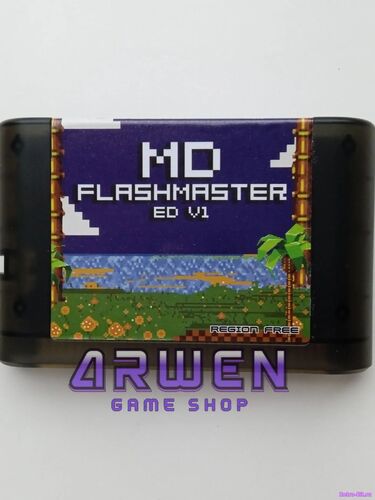 MD
FLASHMASTER
ED V1
REGION FREE
ARWEN
GAME SHOP